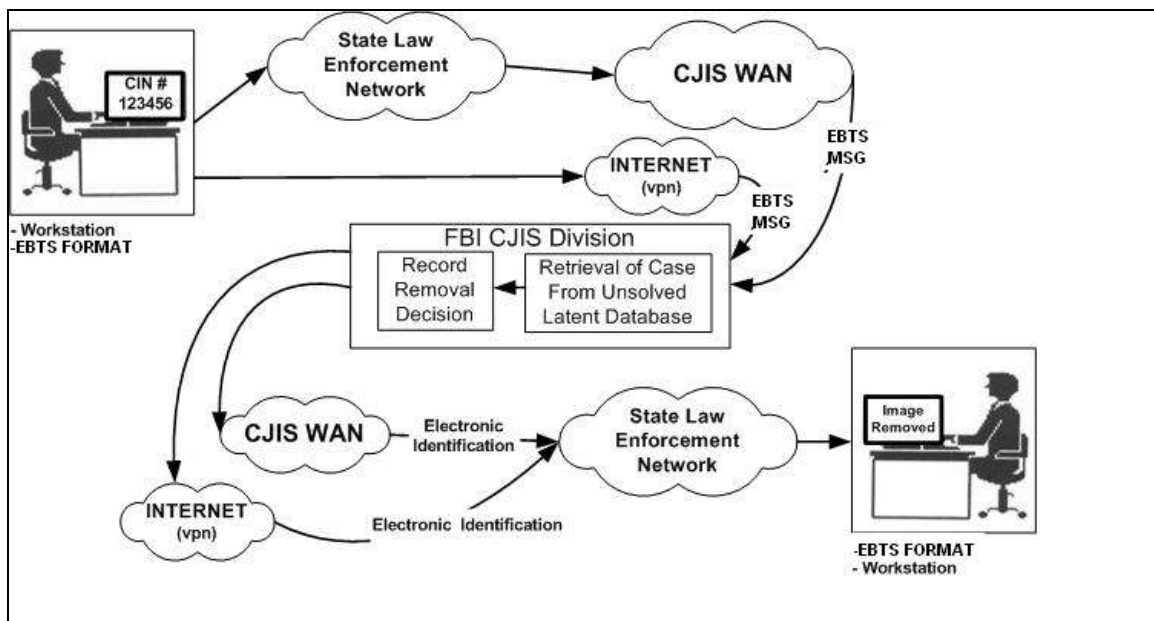 CIN #
123456
- Workstation
-EBTS FORMAT
State Law
Enforcement
Network
CJIS WAN
EBTS
MSG
INTERNET
(vpn)
EBTS
MSG
FBI CJIS Division
Record
Removal
Decision
Retrieval of Case
From Unsolved
Latent Database
CJIS WAN
Electronic
Identification
State Law
Enforcement
Network
Image
Removed
INTERNET
(vpn)
Electronic Identification
-EBTS FORMAT
- Workstation